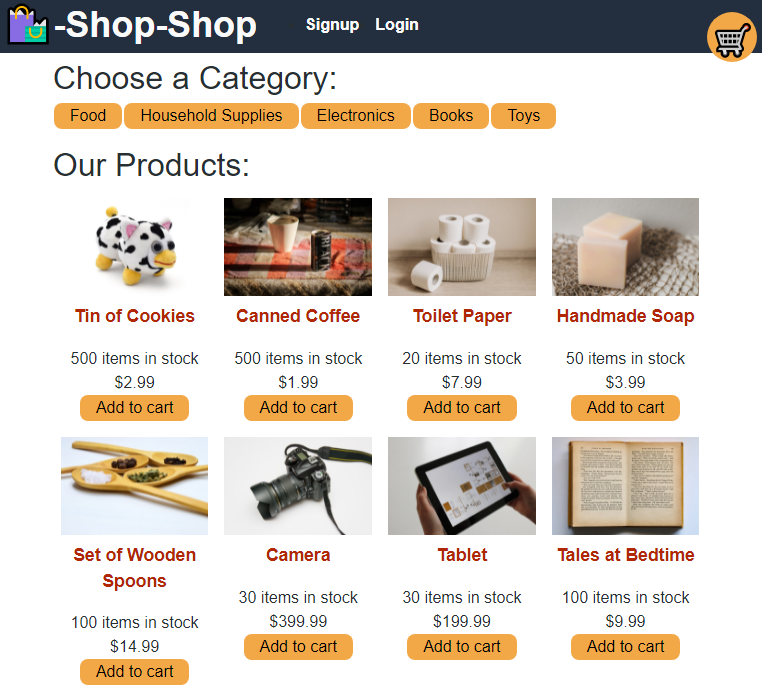 -Shop-Shop
Signup Login
Choose a Category:
Food Household Supplies Electronics Books Toys
Our Products:
Tin of Cookies Canned Coffee Toilet Paper Handmade Soap
500 items in stock 500 items in stock 20 items in stock 50 items in stock
$2.99 $1.99 $7.99 $3.99
Add to cart Add to cart Add to cart Add to cart
Set of Wooden Spoons Camera Tablet Tales at Bedtime
100 items in stock 30 items in stock 30 items in stock 100 items in stock
$14.99 $399.99 $199.99 $9.99
Add to cart Add to cart Add to cart Add to cart